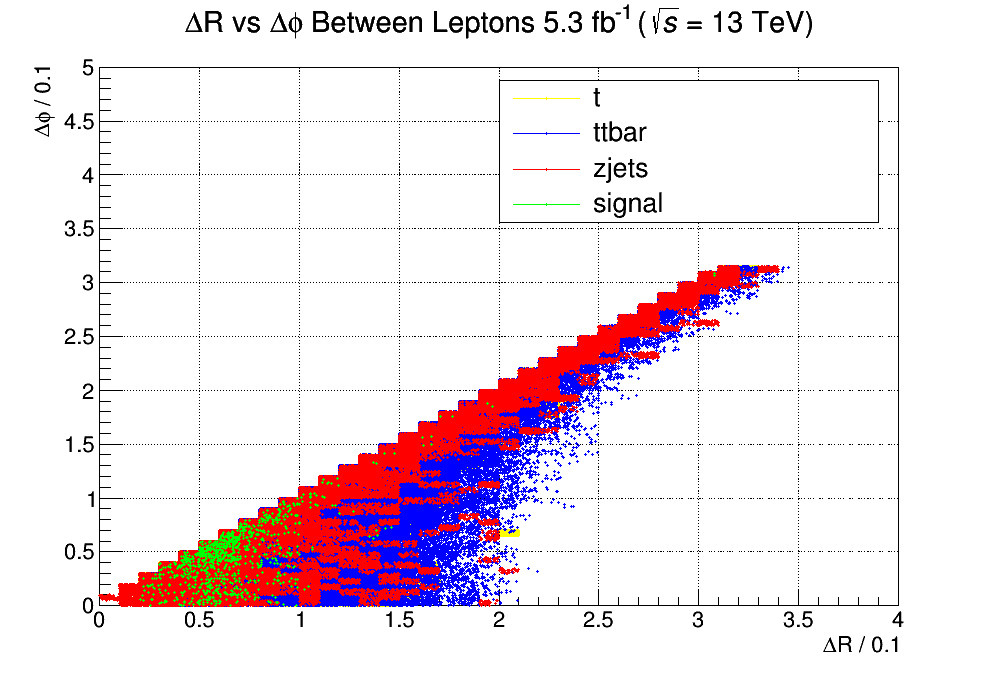 ΔR vs Δϕ Between Leptons 5.3 fb⁻¹ (√s = 13 TeV)
Δϕ / 0.1
5
4.5
4
3.5
3
2.5
2
1.5
1
0.5
0
t
ttbar
zjets
signal
0 0.5 1 1.5 2 2.5 3 3.5 4
ΔR / 0.1